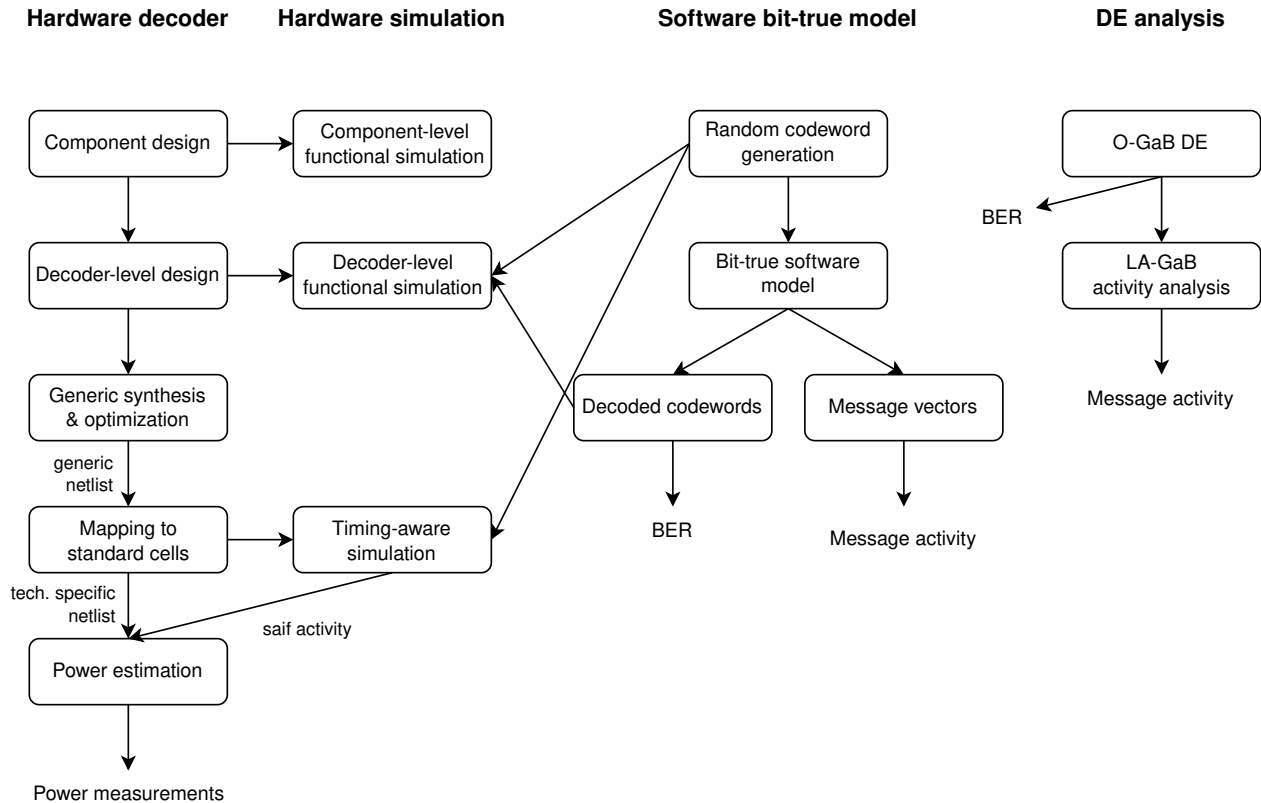 Hardware decoder
Hardware simulation
Software bit-true model
DE analysis
Component design
Component-level
functional simulation
Random codeword
generation
O-GaB DE
BER
Decoder-level design
Decoder-level
functional simulation
Bit-true software
model
LA-GaB
activity analysis
Generic synthesis
& optimization
Decoded codewords
Message vectors
Message activity
generic
netlist
Mapping to
standard cells
Timing-aware
simulation
BER
Message activity
tech. specific
netlist
saif activity
Power estimation
Power measurements